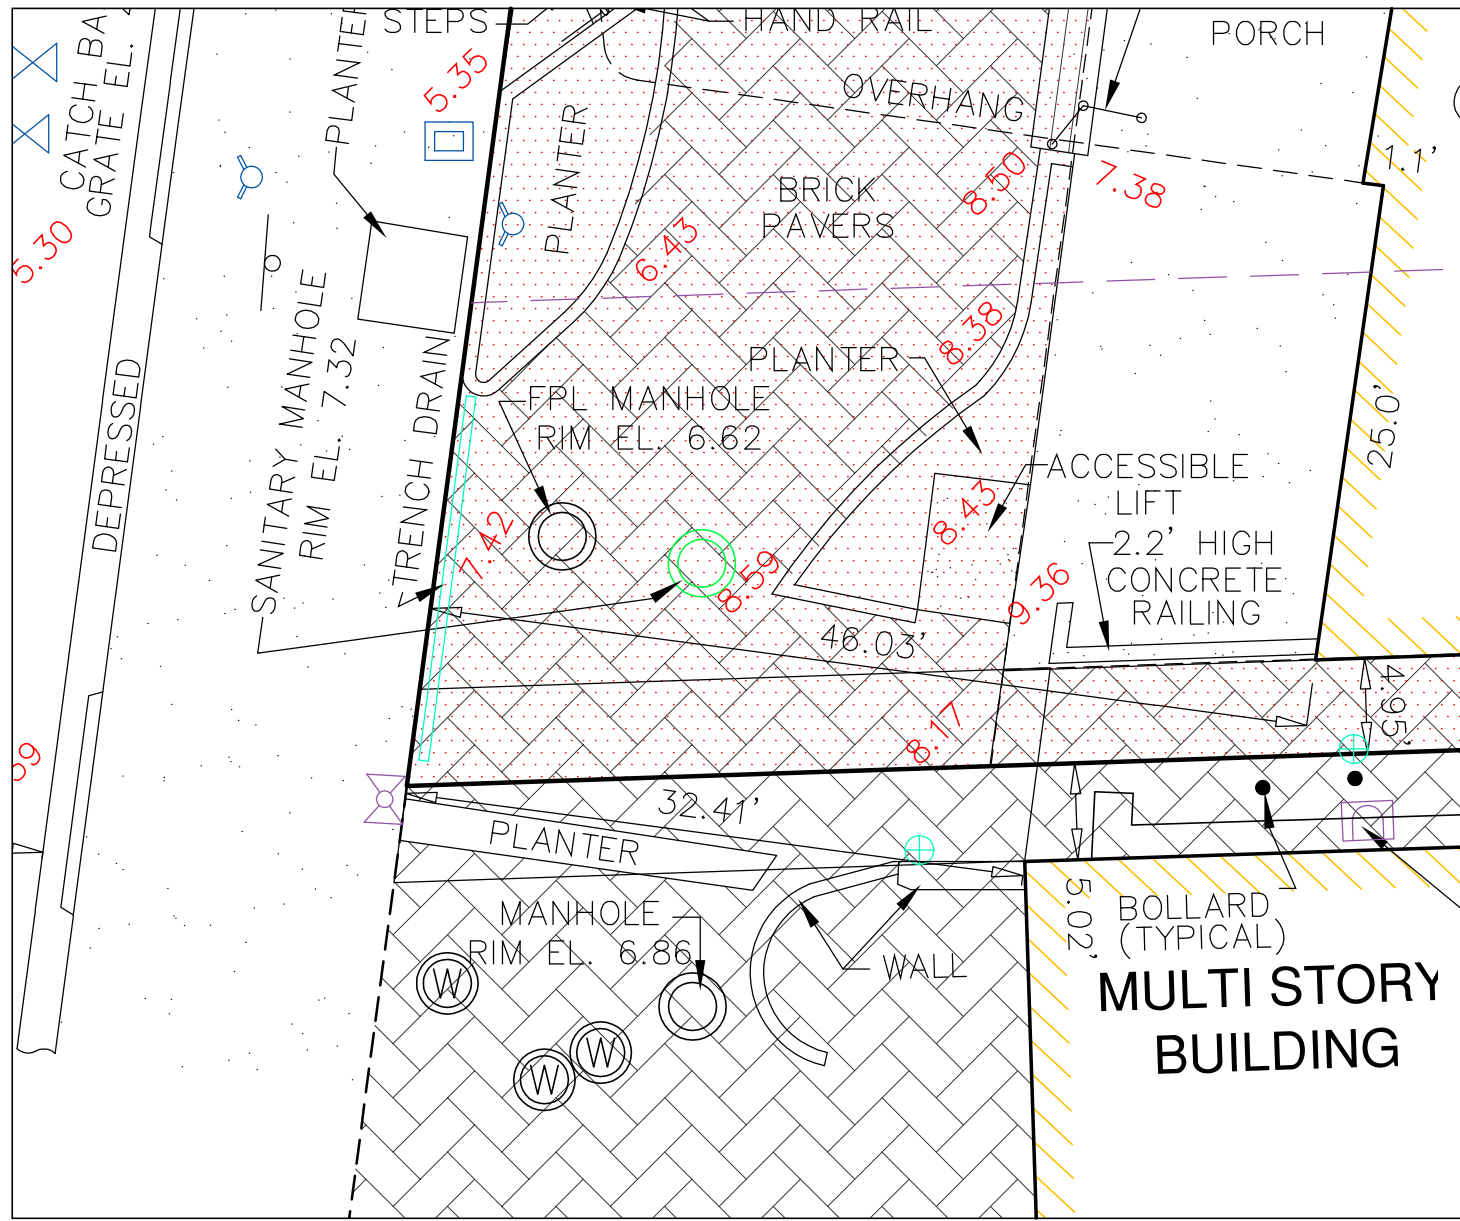 STEPS
HAND RAIL
PORCH
PLANTER
CATCH BA
GRATE EL.
5.35
OVERHANG
1.1'
PLANTER
BRICK
PAVERS
8.50
7.38
5.30
6.43
SANITARY MANHOLE
RIM EL. 7.32
8.38
PLANTER
TRENCH DRAIN
DEPRESSED
FPL MANHOLE
RIM EL. 6.62
25.0'
ACCESSIBLE
LIFT
8.43
7.42
2.2' HIGH
CONCRETE
RAILING
8.59
9.36
46.03'
4.95'
8.17
59
32.41'
PLANTER
5.02'
BOLLARD
(TYPICAL)
MANHOLE
RIM EL. 6.86
WALL
W
W
W
MULTI STORY
BUILDING